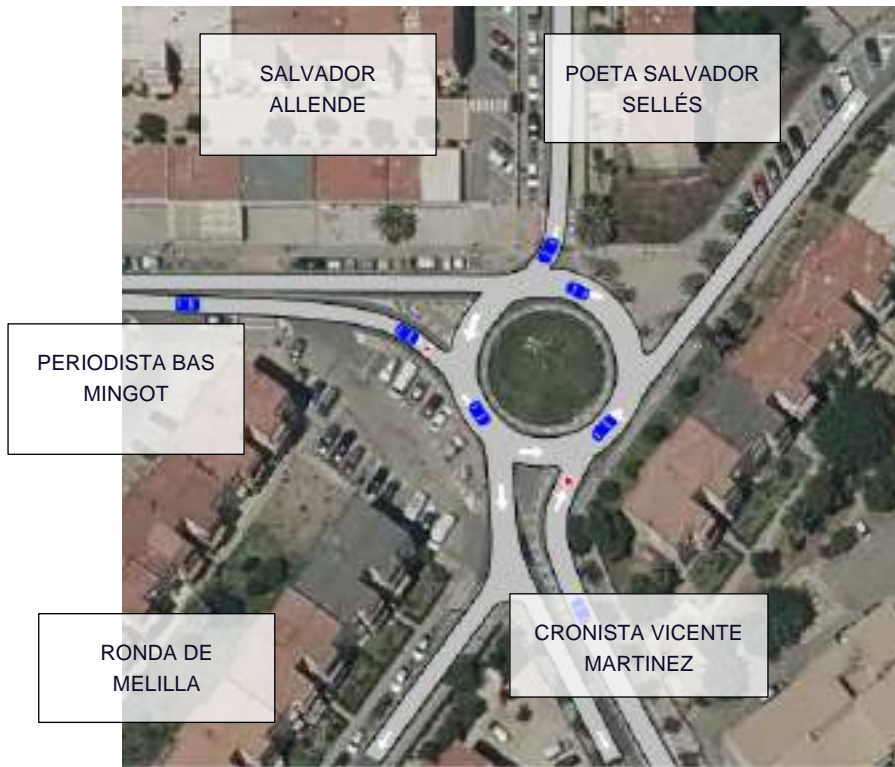 SALVADOR
ALLENDE
POETA SALVADOR
SELLÉS
PERIODISTA BAS
MINGOT
RONDA DE
MELILLA
CRONISTA VICENTE
MARTINEZ